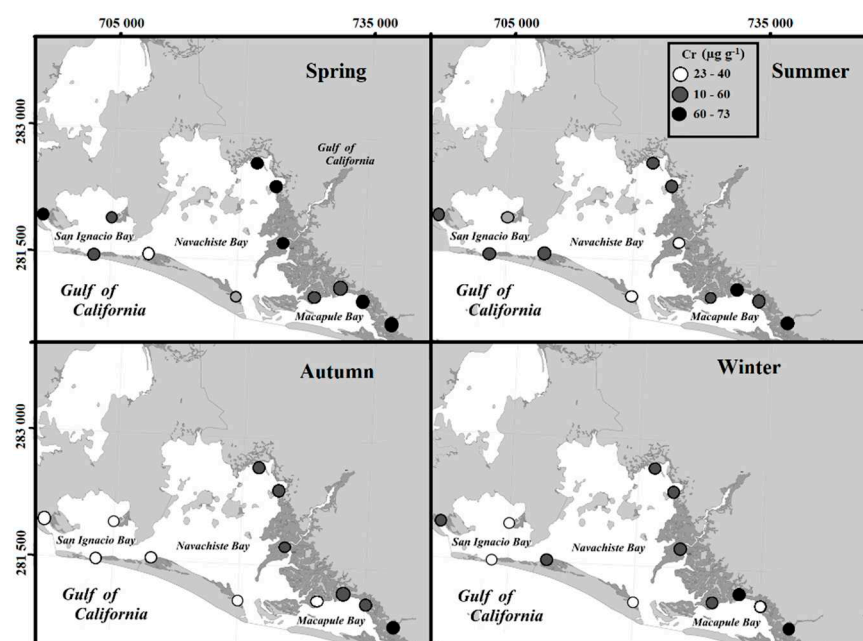 705 000
735 000
705 000
735 000
283 000
281 500
Spring
Gulf of
California
San Ignacio Bay
Navachiste Bay
Gulf of
California
Macapule Bay
Cr (µg g⁻¹)
23 - 40
10 - 60
60 - 73
Summer
San Ignacio Bay
Navachiste Bay
Gulf of
California
Macapule Bay
283 000
281 500
Autumn
San Ignacio Bay
Navachiste Bay
Gulf of
California
Macapule Bay
Winter
San Ignacio Bay
Navachiste Bay
Gulf of
California
Macapule Bay